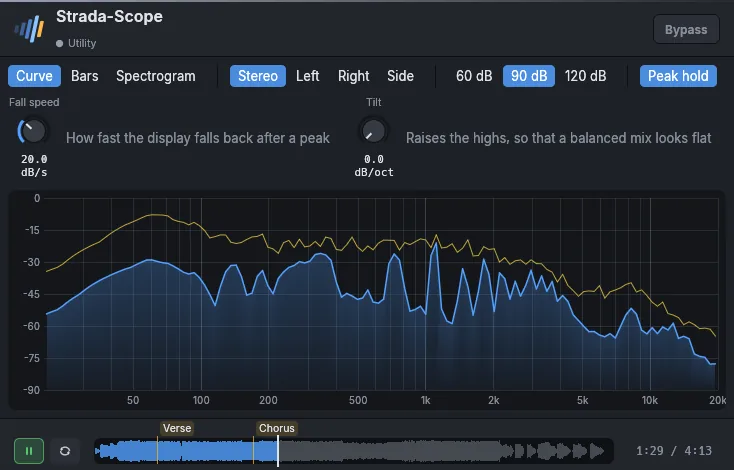 Strada-Scope
Utility
Bypass
Curve Bars Spectrogram Stereo Left Right Side 60 dB 90 dB 120 dB Peak hold
Fall speed
20.0
dB/s
How fast the display falls back after a peak
Tilt
0.0
dB/oct
Raises the highs, so that a balanced mix looks flat
0
-15
-30
-45
-60
-75
-90
50 100 200 500 1k 2k 5k 10k 20k
Verse Chorus
1:29 / 4:13